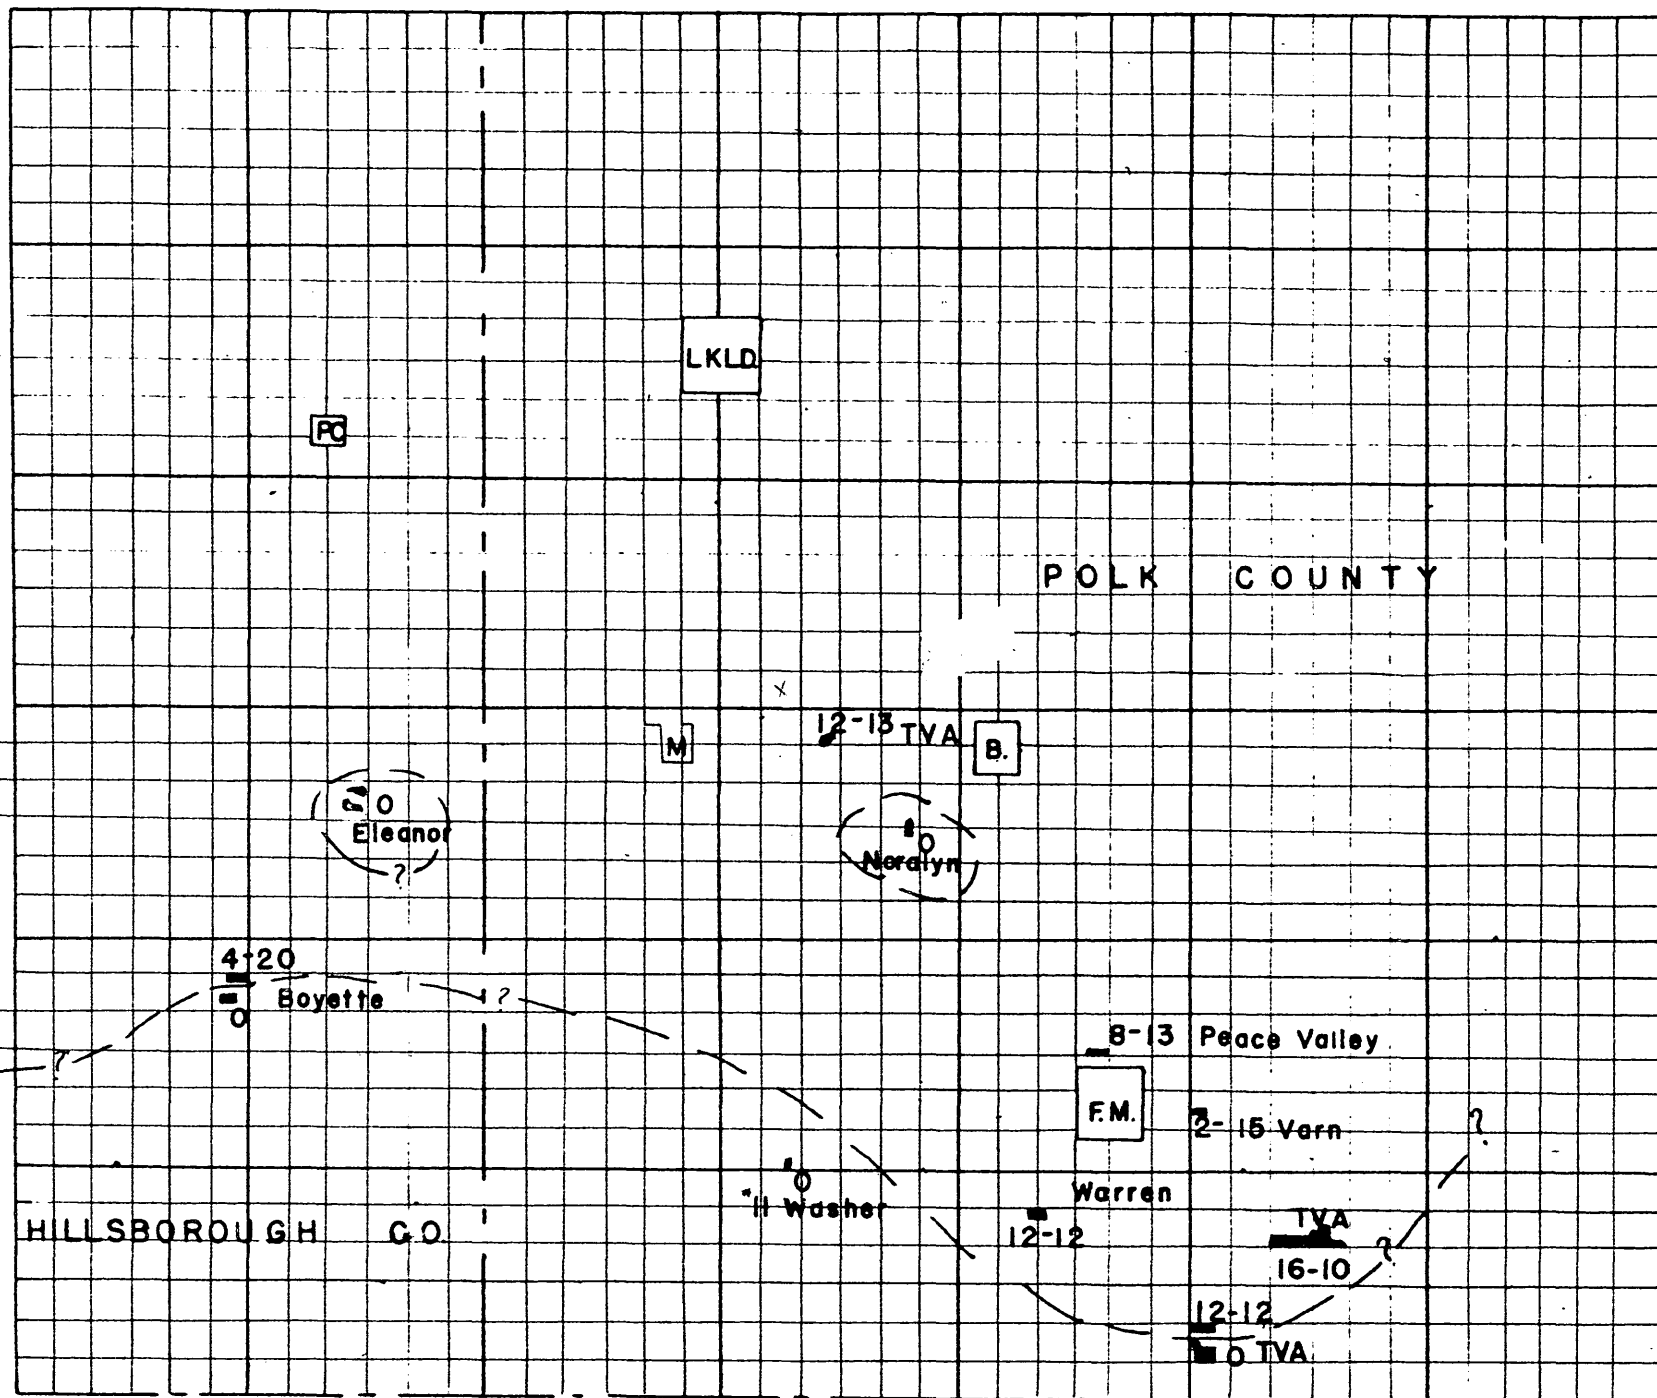 LKLD.
PC
POLK COUNTY
x
12-13 TVA
M
B.
? O
Eleanor
?
O
Noralyn
4-20
Boyette
O
?
?
8-13 Peace Valley
F.M.
2-15 Varn
?
O
"11 Washer
Warren
12-12
HILLSBOROUGH CO.
TVA
?
16-10
12-12
O TVA